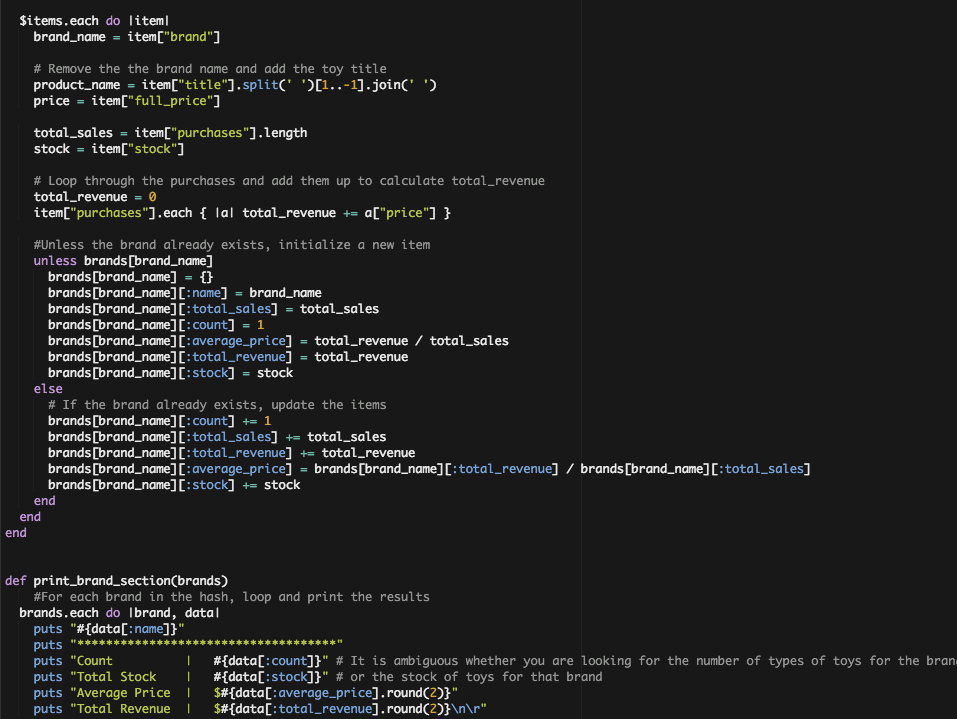 $items.each do |item|
brand_name = item["brand"]
# Remove the the brand name and add the toy title
product_name = item["title"].split(' ')[1..-1].join(' ')
price = item["full_price"]
total_sales = item["purchases"].length
stock = item["stock"]
# Loop through the purchases and add them up to calculate total_revenue
total_revenue = 0
item["purchases"].each { |a| total_revenue += a["price"] }
#Unless the brand already exists, initialize a new item
unless brands[brand_name]
brands[brand_name] = {}
brands[brand_name][:name] = brand_name
brands[brand_name][:total_sales] = total_sales
brands[brand_name][:count] = 1
brands[brand_name][:average_price] = total_revenue / total_sales
brands[brand_name][:total_revenue] = total_revenue
brands[brand_name][:stock] = stock
else
# If the brand already exists, update the items
brands[brand_name][:count] += 1
brands[brand_name][:total_sales] += total_sales
brands[brand_name][:total_revenue] += total_revenue
brands[brand_name][:average_price] = brands[brand_name][:total_revenue] / brands[brand_name][:total_sales]
brands[brand_name][:stock] += stock
end
end
end
def print_brand_section(brands)
#For each brand in the hash, loop and print the results
brands.each do |brand, data|
puts "#{data[:name]}"
puts "************************************"
puts "Count          |   #{data[:count]}" # It is ambiguous whether you are looking for the number of types of toys for the bran
puts "Total Stock    |   #{data[:stock]}" # or the stock of toys for that brand
puts "Average Price  |   $#{data[:average_price].round(2)}"
puts "Total Revenue  |   $#{data[:total_revenue].round(2)}\n\r"